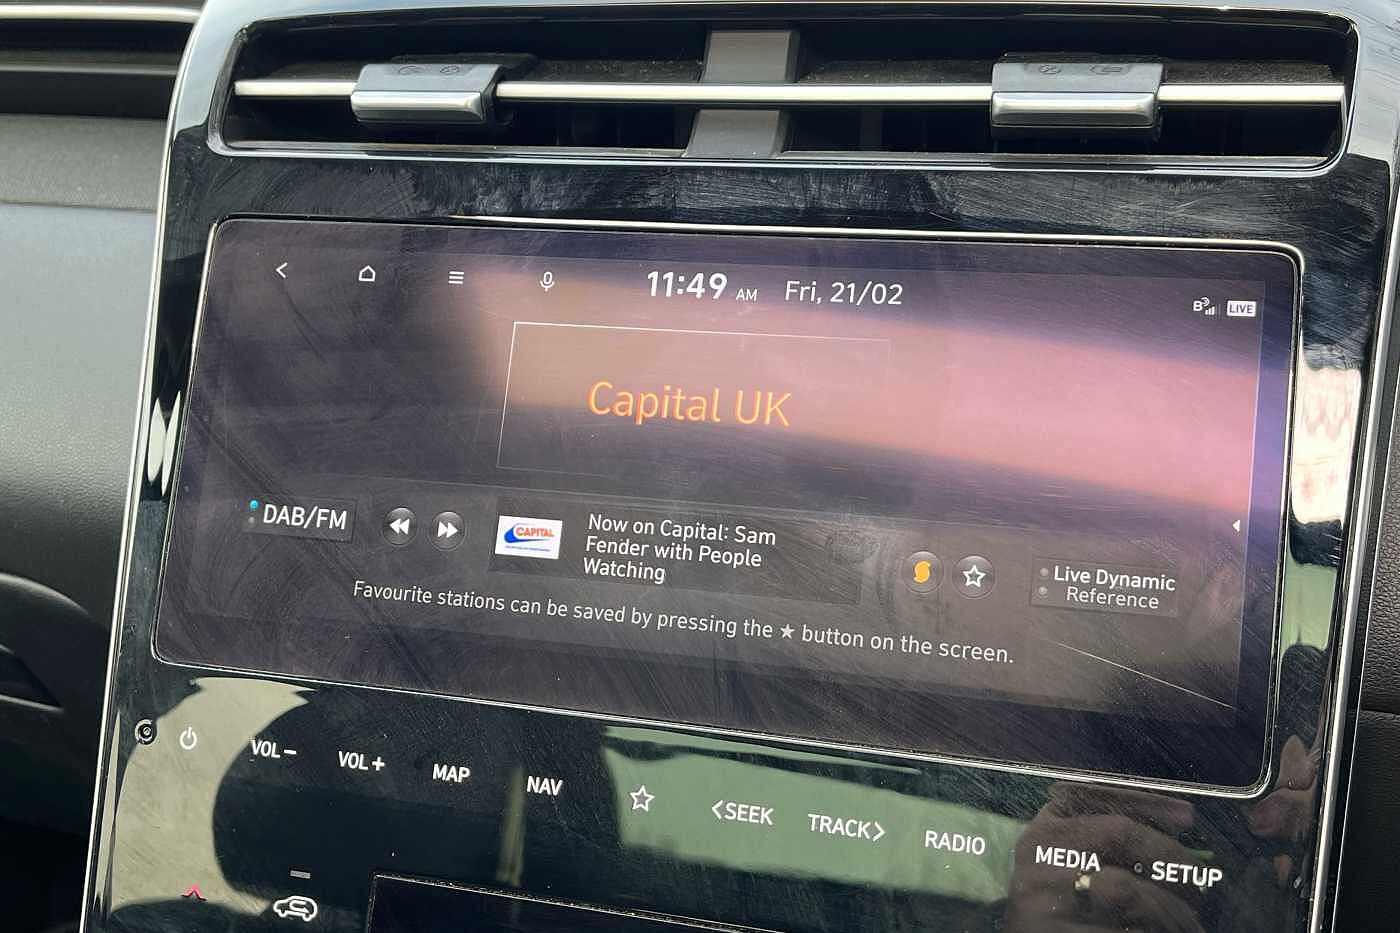 11:49 AM Fri, 21/02
B LIVE
Capital UK
DAB/FM
CAPITAL
Now on Capital: Sam
Fender with People
Watching
Live Dynamic
Reference
Favourite stations can be saved by pressing the ★ button on the screen.
VOL− VOL+ MAP NAV <SEEK TRACK> RADIO MEDIA SETUP